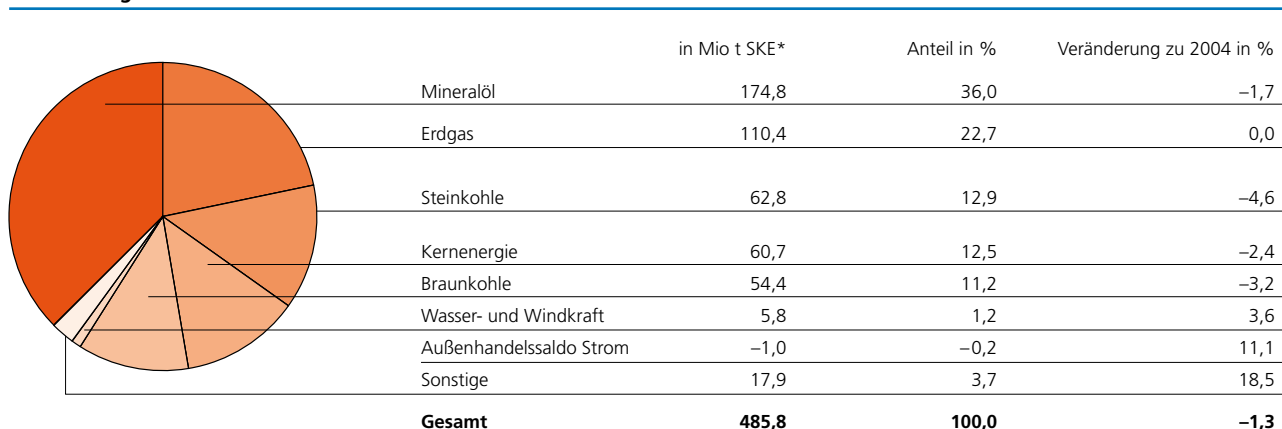 in Mio t SKE* Anteil in % Veränderung zu 2004 in %
Mineralöl 174,8 36,0 –1,7
Erdgas 110,4 22,7 0,0
Steinkohle 62,8 12,9 –4,6
Kernenergie 60,7 12,5 –2,4
Braunkohle 54,4 11,2 –3,2
Wasser- und Windkraft 5,8 1,2 3,6
Außenhandelssaldo Strom –1,0 –0,2 11,1
Sonstige 17,9 3,7 18,5
Gesamt 485,8 100,0 –1,3